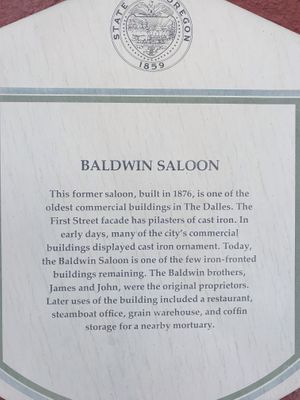 STATE OF OREGON
1859
BALDWIN SALOON
This former saloon, built in 1876, is one of the
oldest commercial buildings in The Dalles. The
First Street facade has pilasters of cast iron. In
early days, many of the city's commercial
buildings displayed cast iron ornament. Today,
the Baldwin Saloon is one of the few iron-fronted
buildings remaining. The Baldwin brothers,
James and John, were the original proprietors.
Later uses of the building included a restaurant,
steamboat office, grain warehouse, and coffin
storage for a nearby mortuary.